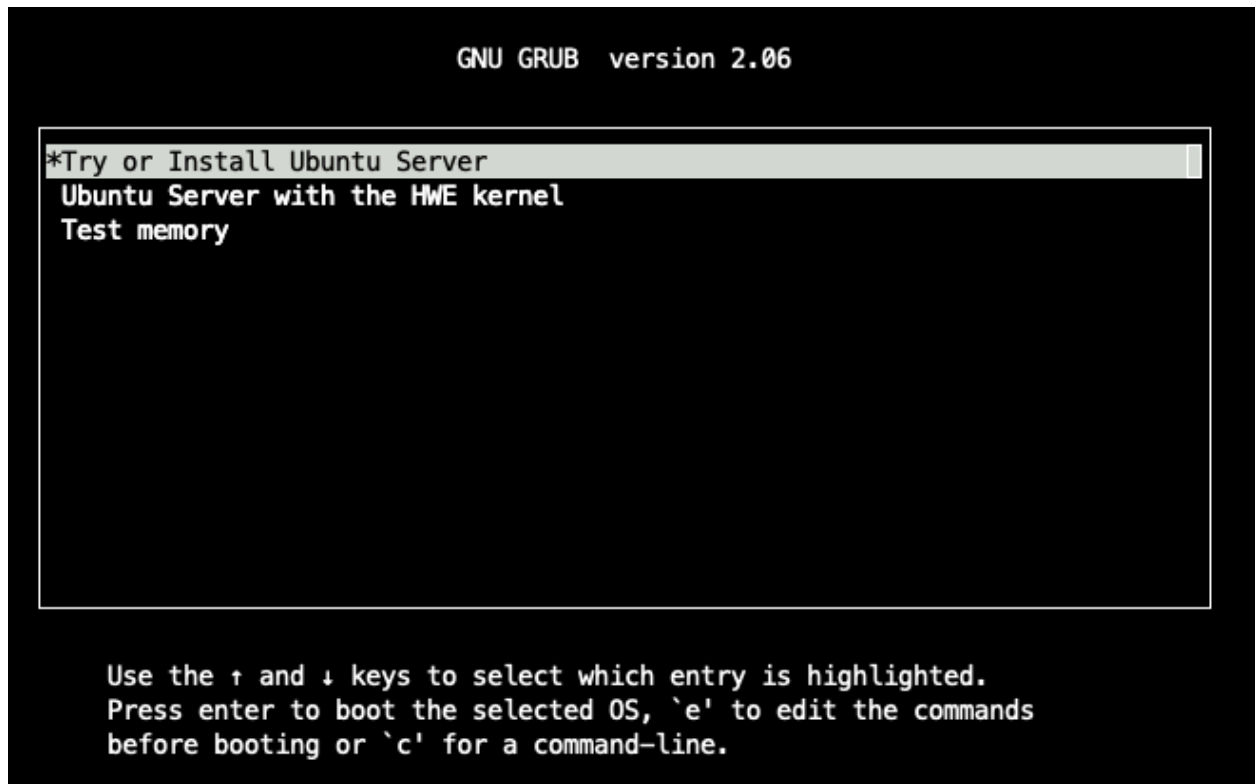 GNU GRUB  version 2.06
*Try or Install Ubuntu Server
Ubuntu Server with the HWE kernel
Test memory
Use the ↑ and ↓ keys to select which entry is highlighted.
Press enter to boot the selected OS, `e' to edit the commands
before booting or `c' for a command-line.